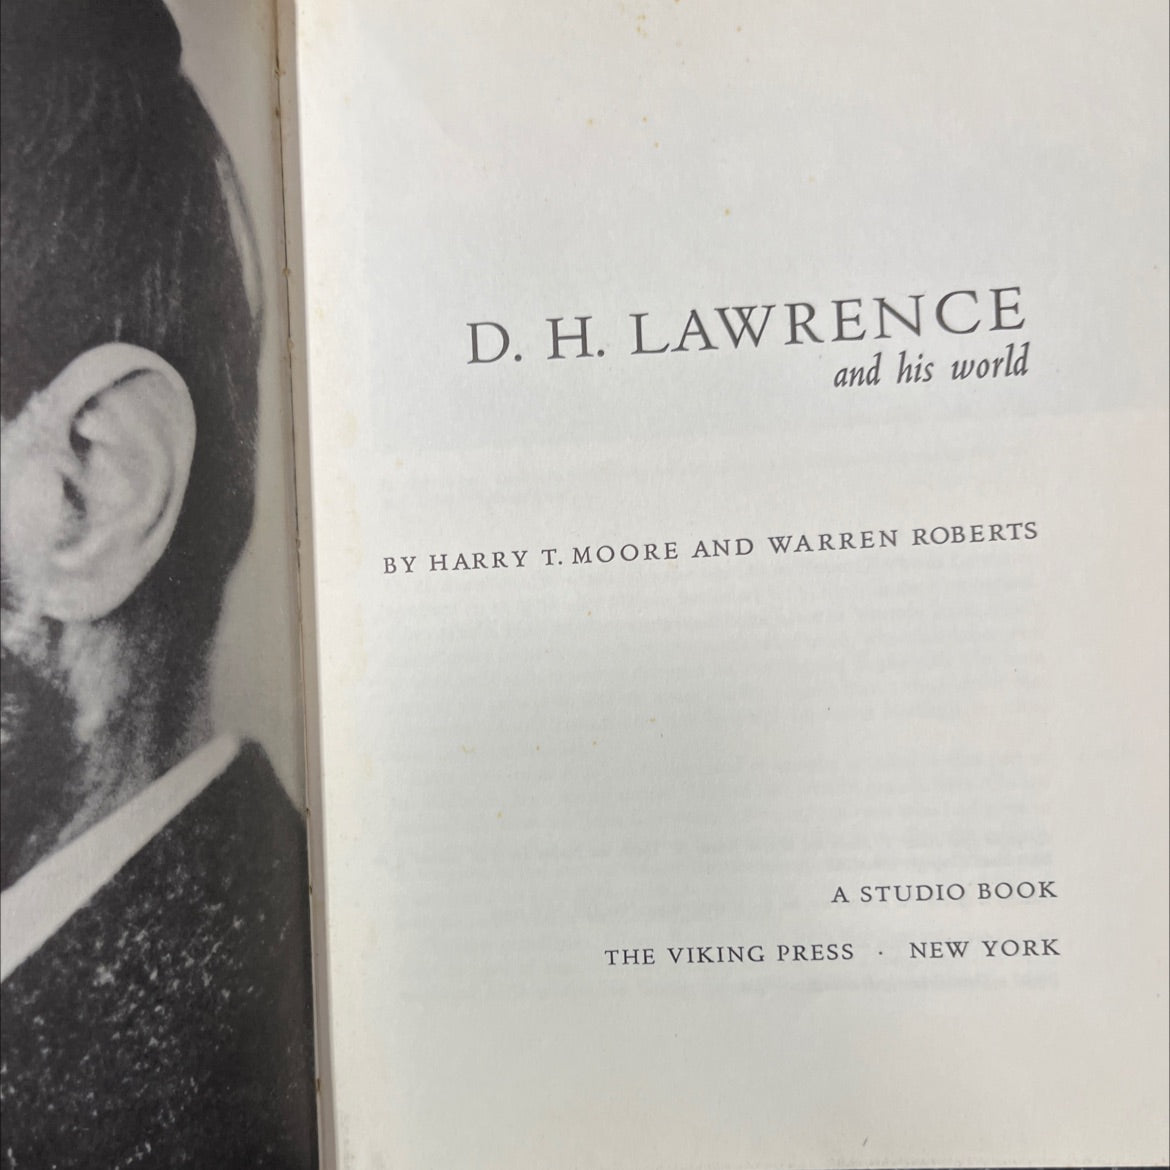 D. H. LAWRENCE
and his world
BY HARRY T. MOORE AND WARREN ROBERTS
A STUDIO BOOK
THE VIKING PRESS · NEW YORK